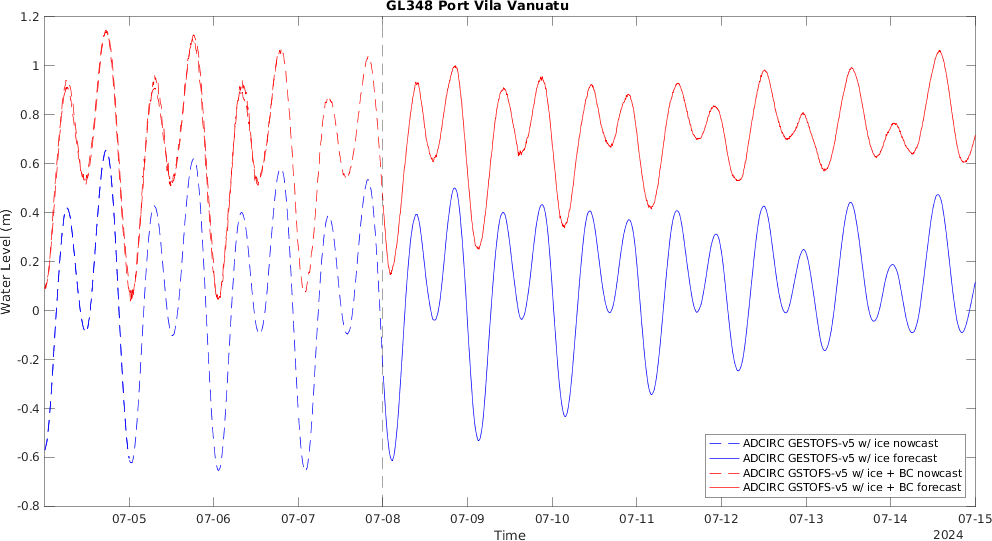 GL348 Port Vila Vanuatu
1.2
1
0.8
0.6
0.4
0.2
0
-0.2
-0.4
-0.6
-0.8
Water Level (m)
ADCIRC GESTOFS-v5 w/ ice nowcast
ADCIRC GESTOFS-v5 w/ ice forecast
ADCIRC GSTOFS-v5 w/ ice + BC nowcast
ADCIRC GSTOFS-v5 w/ ice + BC forecast
07-05 07-06 07-07 07-08 07-09 07-10 07-11 07-12 07-13 07-14 07-15
Time
2024